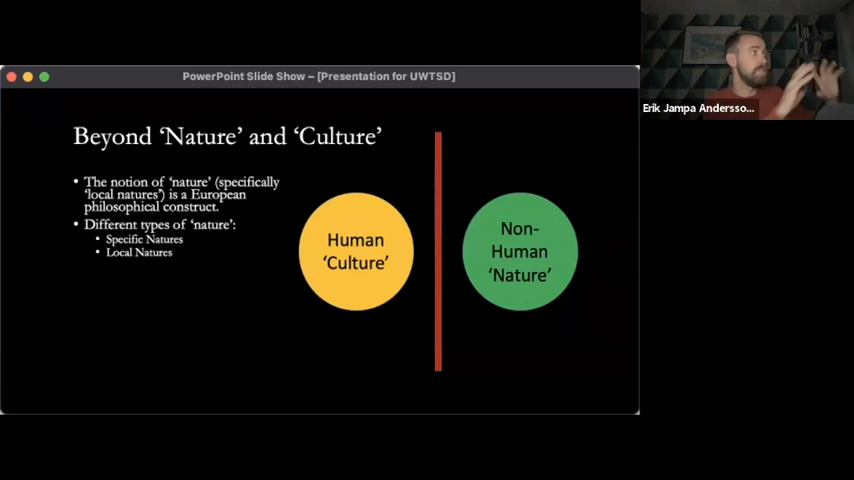 PowerPoint Slide Show – [Presentation for UWTSD]
Erik Jampa Andersso...
Beyond ‘Nature’ and ‘Culture’
• The notion of ‘nature’ (specifically
‘local natures’) is a European
philosophical construct.
• Different types of ‘nature’:
• Specific Natures
• Local Natures
Human
‘Culture’
Non-
Human
‘Nature’